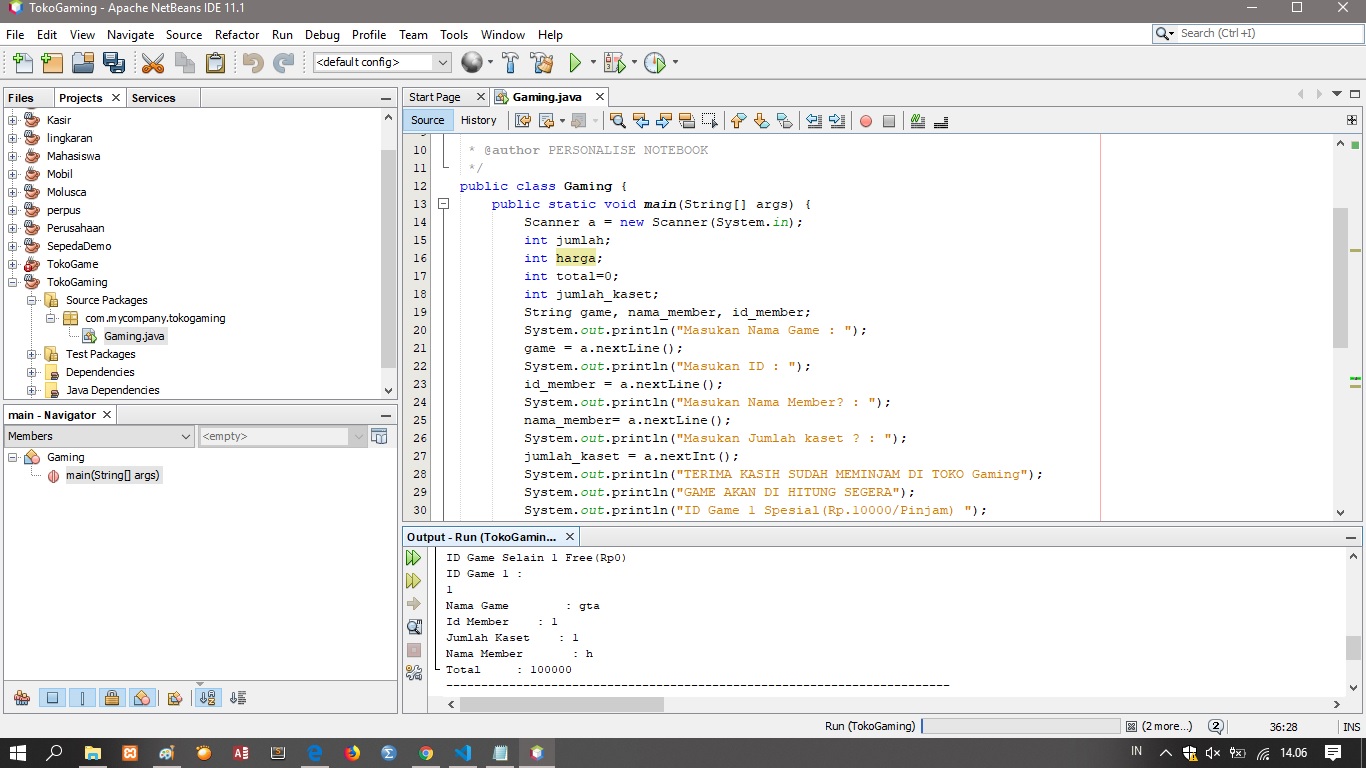 TokoGaming - Apache NetBeans IDE 11.1
File Edit View Navigate Source Refactor Run Debug Profile Team Tools Window Help
Search (Ctrl+I)
<default config>
Files Projects Services
Kasir
lingkaran
Mahasiswa
Mobil
Molusca
perpus
Perusahaan
SepedaDemo
TokoGame
TokoGaming
Source Packages
com.mycompany.tokogaming
Gaming.java
Test Packages
Dependencies
Java Dependencies
main - Navigator
Members <empty>
Gaming
main(String[] args)
Start Page Gaming.java
Source History
10 * @author PERSONALISE NOTEBOOK
11 */
12 public class Gaming {
13 public static void main(String[] args) {
14 Scanner a = new Scanner(System.in);
15 int jumlah;
16 int harga;
17 int total=0;
18 int jumlah_kaset;
19 String game, nama_member, id_member;
20 System.out.println("Masukan Nama Game : ");
21 game = a.nextLine();
22 System.out.println("Masukan ID : ");
23 id_member = a.nextLine();
24 System.out.println("Masukan Nama Member? : ");
25 nama_member= a.nextLine();
26 System.out.println("Masukan Jumlah kaset ? : ");
27 jumlah_kaset = a.nextInt();
28 System.out.println("TERIMA KASIH SUDAH MEMINJAM DI TOKO Gaming");
29 System.out.println("GAME AKAN DI HITUNG SEGERA");
30 System.out.println("ID Game 1 Spesial(Rp.10000/Pinjam) ");
Output - Run (TokoGamin...
ID Game Selain 1 Free(Rp0)
ID Game 1 :
1
Nama Game : gta
Id Member : 1
Jumlah Kaset : 1
Nama Member : h
Total : 100000
------------------------------------------------------------------------
Run (TokoGaming) (2 more...) 2 36:28 INS
IN 14.06